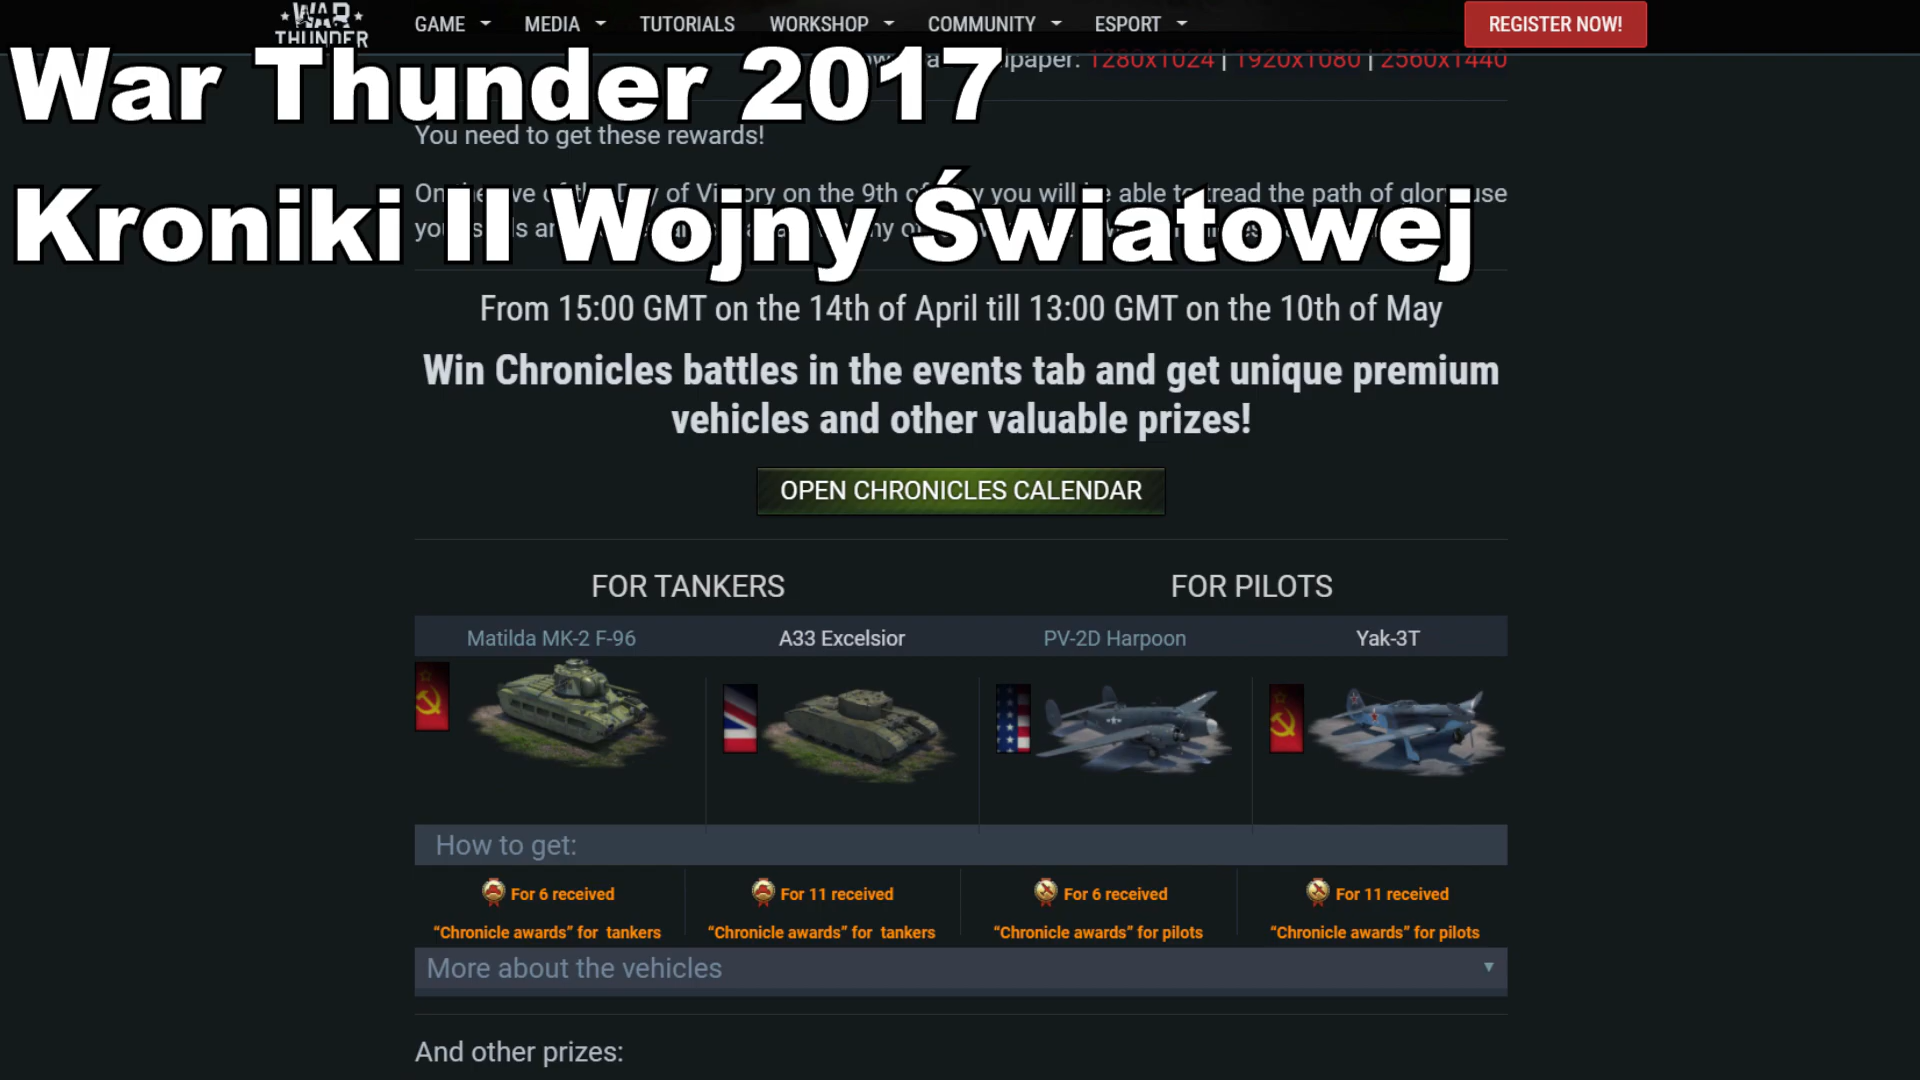 WAR THUNDER
GAME MEDIA TUTORIALS WORKSHOP COMMUNITY ESPORT REGISTER NOW!
1280x1024 | 1920x1080 | 2560x1440
War Thunder 2017
You need to get these rewards!
Kroniki II Wojny Światowej
From 15:00 GMT on the 14th of April till 13:00 GMT on the 10th of May
Win Chronicles battles in the events tab and get unique premium
vehicles and other valuable prizes!
OPEN CHRONICLES CALENDAR
FOR TANKERS FOR PILOTS
Matilda MK-2 F-96 A33 Excelsior PV-2D Harpoon Yak-3T
How to get:
For 6 received For 11 received For 6 received For 11 received
“Chronicle awards” for tankers “Chronicle awards” for tankers “Chronicle awards” for pilots “Chronicle awards” for pilots
More about the vehicles
And other prizes: